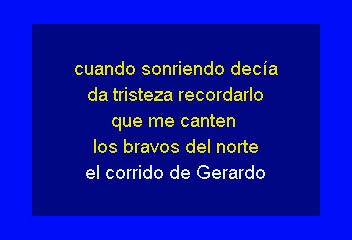 cuando sonriendo decía
da tristeza recordarlo
que me canten
los bravos del norte
el corrido de Gerardo